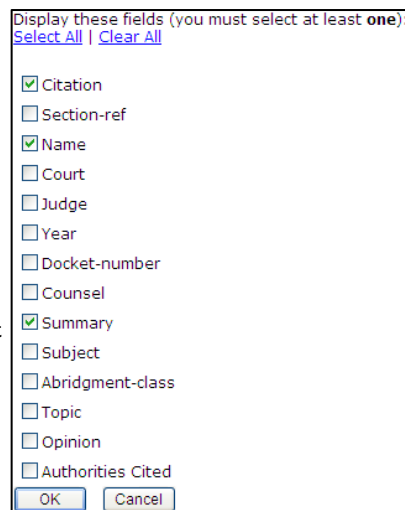 Display these fields (you must select at least one):
Select All | Clear All
Citation
Section-ref
Name
Court
Judge
Year
Docket-number
Counsel
Summary
Subject
Abridgment-class
Topic
Opinion
Authorities Cited
OK Cancel